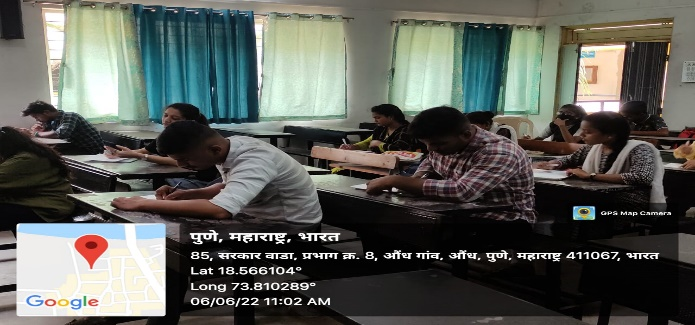 GPS Map Camera
पुणे, महाराष्ट्र, भारत
85, सरकार वाडा, प्रभाग क्र. 8, औंध गांव, औंध, पुणे, महाराष्ट्र 411067, भारत
Lat 18.566104°
Long 73.810289°
06/06/22 11:02 AM
Google